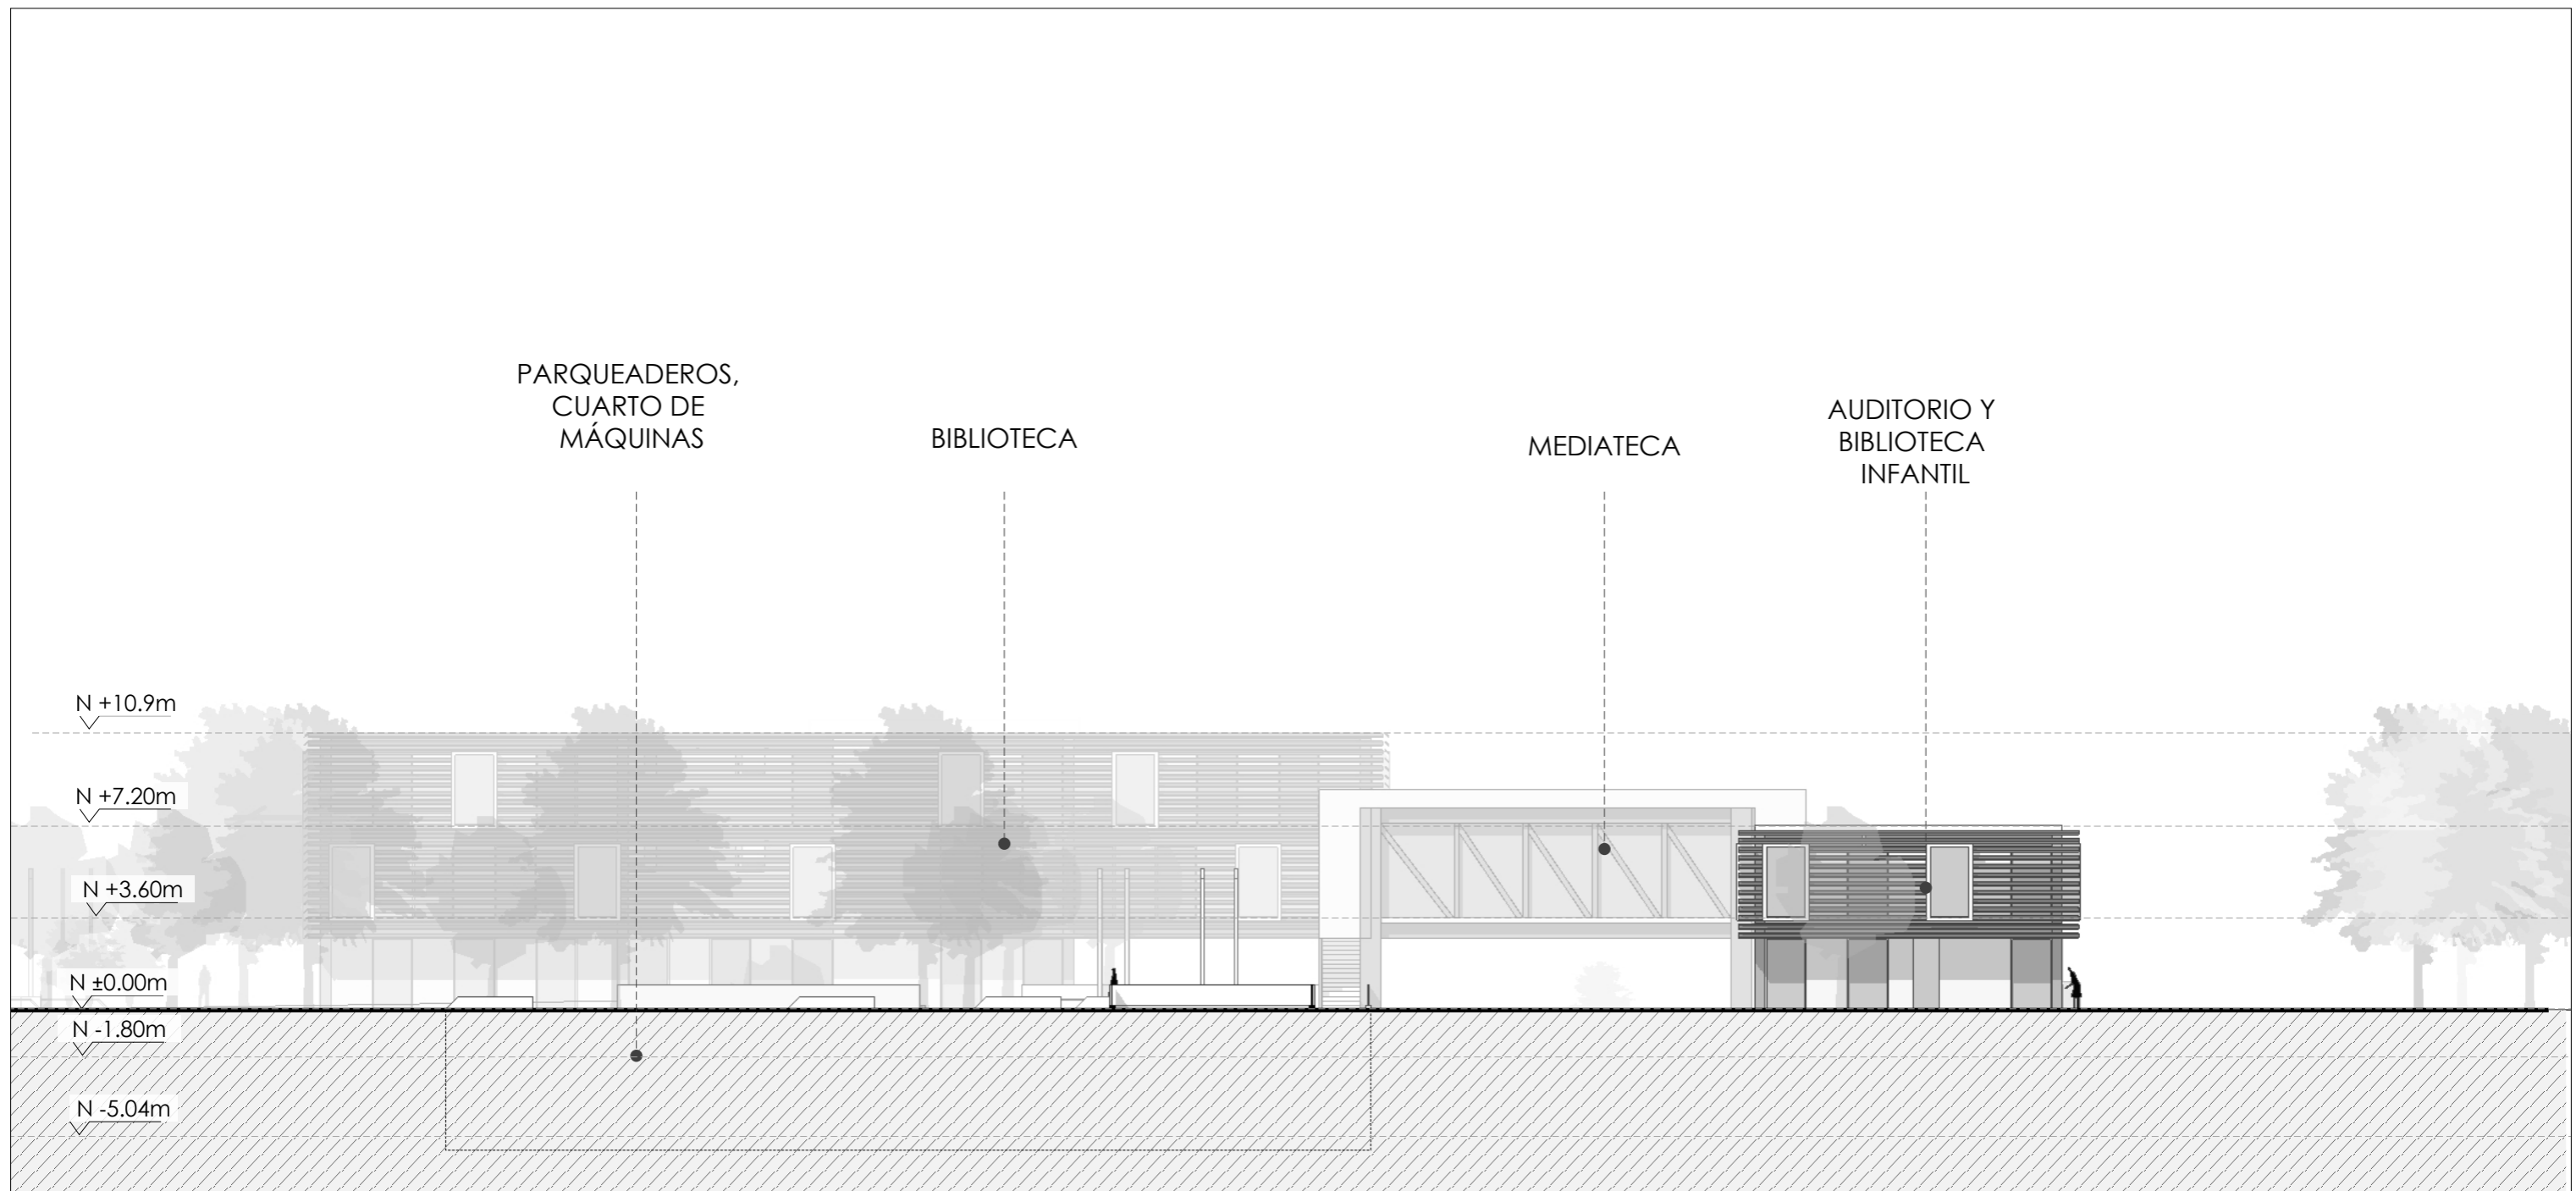 PARQUEADEROS,
CUARTO DE
MÁQUINAS
BIBLIOTECA
MEDIATECA
AUDITORIO Y
BIBLIOTECA
INFANTIL
N +10.9m
N +7.20m
N +3.60m
N ±0.00m
N -1.80m
N -5.04m